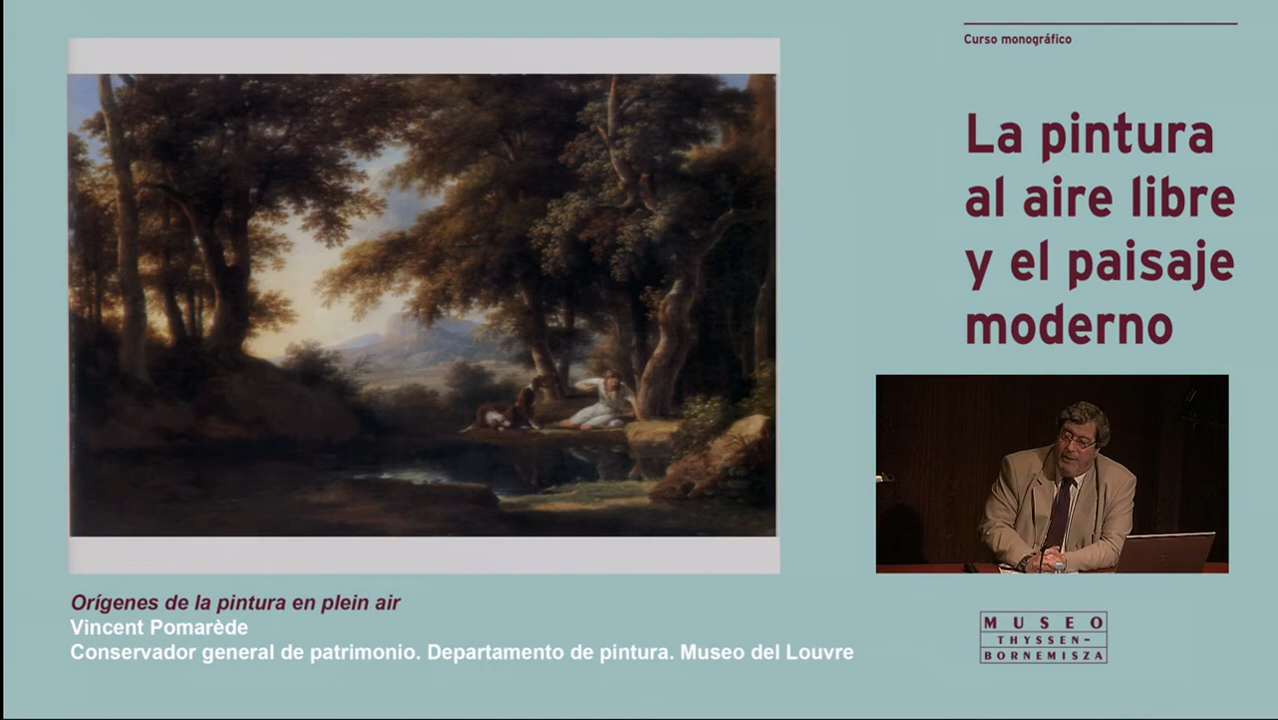 Curso monográfico
La pintura
al aire libre
y el paisaje
moderno
Orígenes de la pintura en plein air
Vincent Pomarède
Conservador general de patrimonio. Departamento de pintura. Museo del Louvre
MUSEO
THYSSEN-
BORNEMISZA